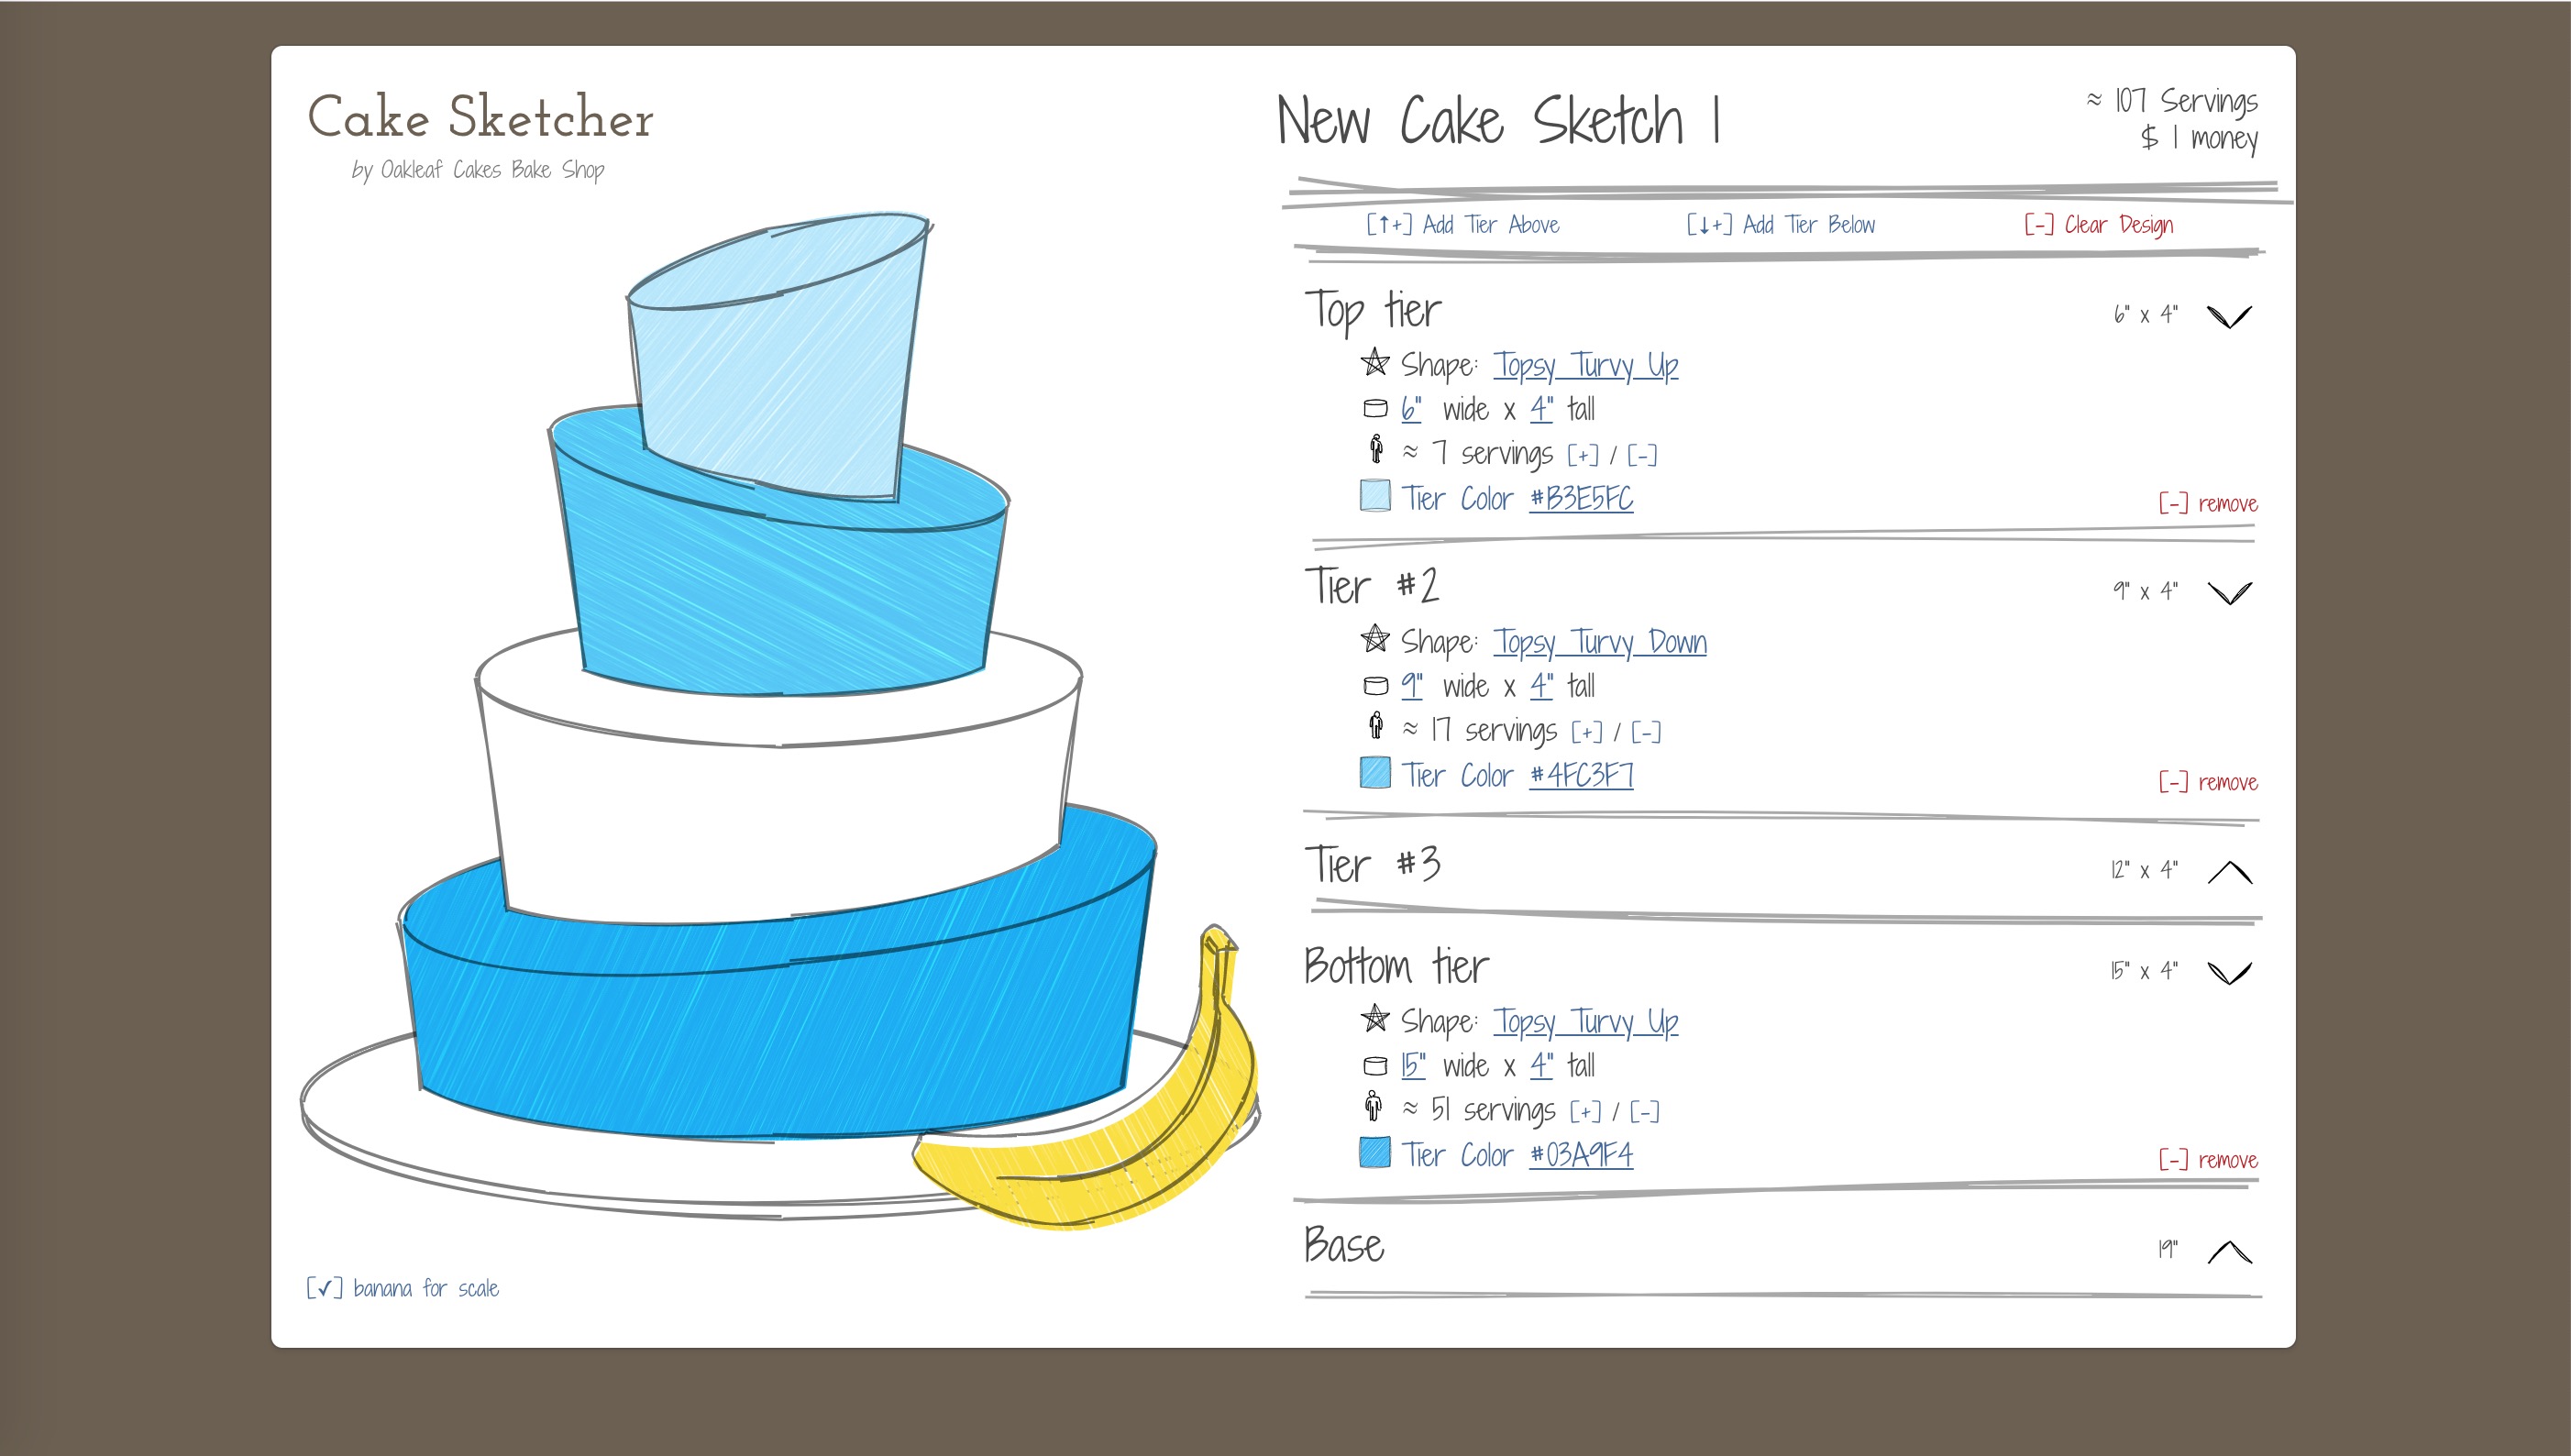 Cake Sketcher
by Oakleaf Cakes Bake Shop
[✓] banana for scale
New Cake Sketch 1
≈ 107 Servings
$ 1 money
[↑+] Add Tier Above [↓+] Add Tier Below [-] Clear Design
Top tier 6" x 4"
Shape: Topsy Turvy Up
6" wide x 4" tall
≈ 7 servings [+] / [-]
Tier Color #B3E5FC [-] remove
Tier #2 9" x 4"
Shape: Topsy Turvy Down
9" wide x 4" tall
≈ 17 servings [+] / [-]
Tier Color #4FC3F7 [-] remove
Tier #3 12" x 4"
Bottom tier 15" x 4"
Shape: Topsy Turvy Up
15" wide x 4" tall
≈ 51 servings [+] / [-]
Tier Color #03A9F4 [-] remove
Base 19"